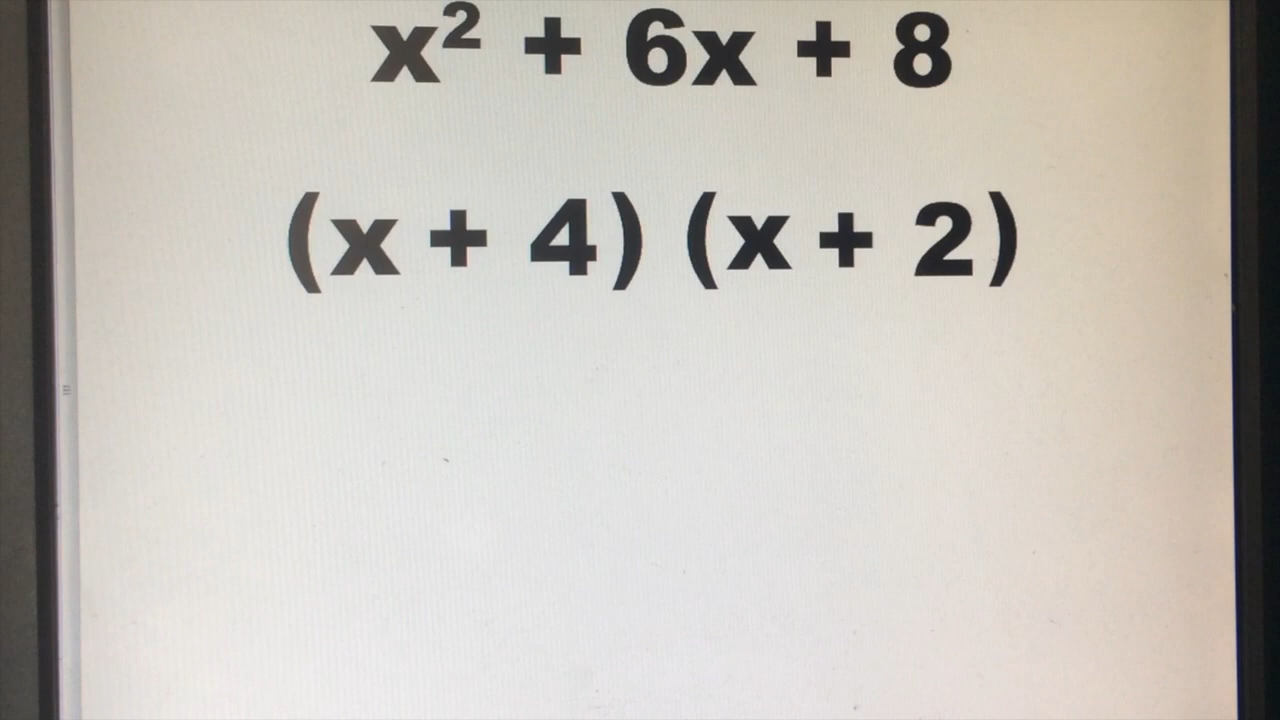 x² + 6x + 8
(x + 4) (x + 2)